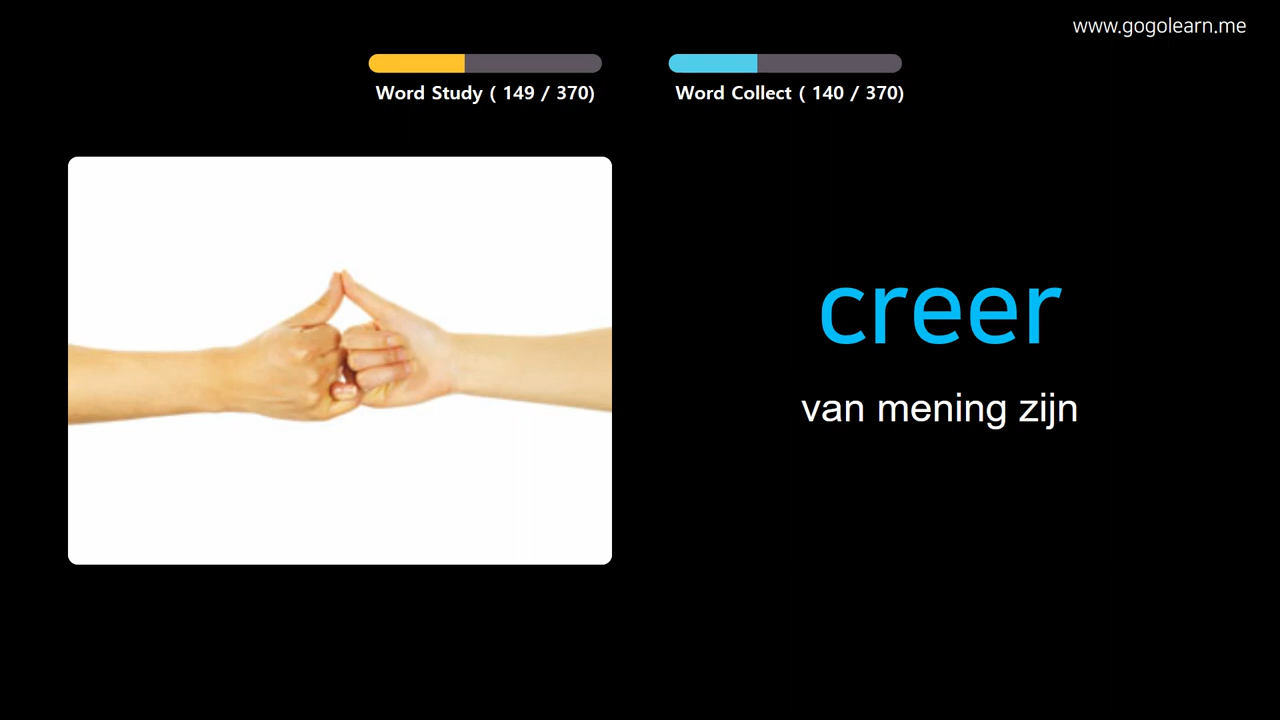 www.gogolearn.me
Word Study ( 149 / 370)
Word Collect ( 140 / 370)
creer
van mening zijn